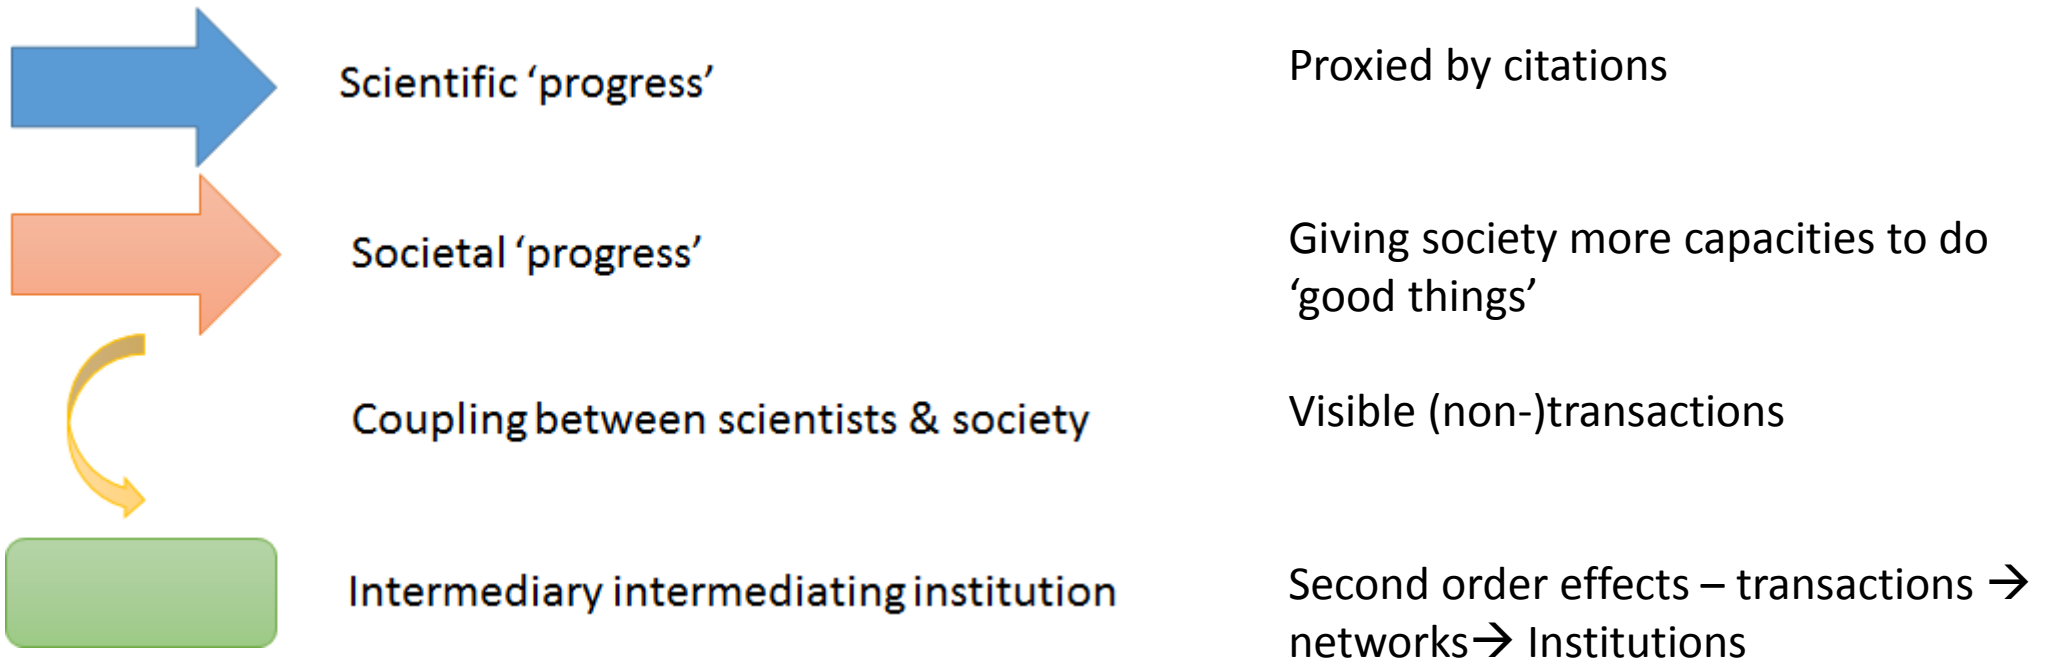 Scientific ‘progress’
Proxied by citations
Societal ‘progress’
Giving society more capacities to do
‘good things’
Coupling between scientists & society
Visible (non-)transactions
Intermediary intermediating institution
Second order effects – transactions →
networks→ Institutions